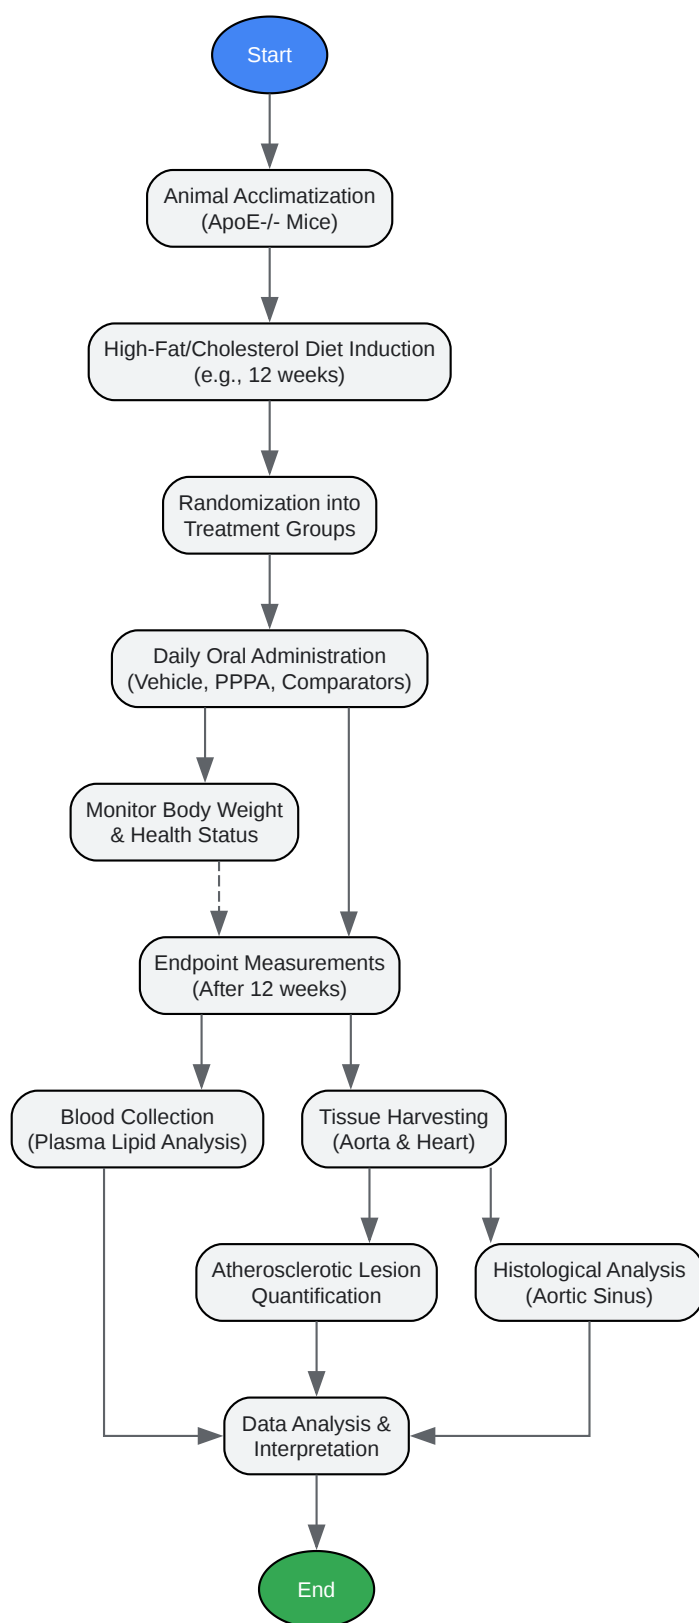 Start
Animal Acclimatization
(ApoE-/- Mice)
High-Fat/Cholesterol Diet Induction
(e.g., 12 weeks)
Randomization into
Treatment Groups
Daily Oral Administration
(Vehicle, PPPA, Comparators)
Monitor Body Weight
& Health Status
Endpoint Measurements
(After 12 weeks)
Blood Collection
(Plasma Lipid Analysis)
Tissue Harvesting
(Aorta & Heart)
Atherosclerotic Lesion
Quantification
Histological Analysis
(Aortic Sinus)
Data Analysis &
Interpretation
End